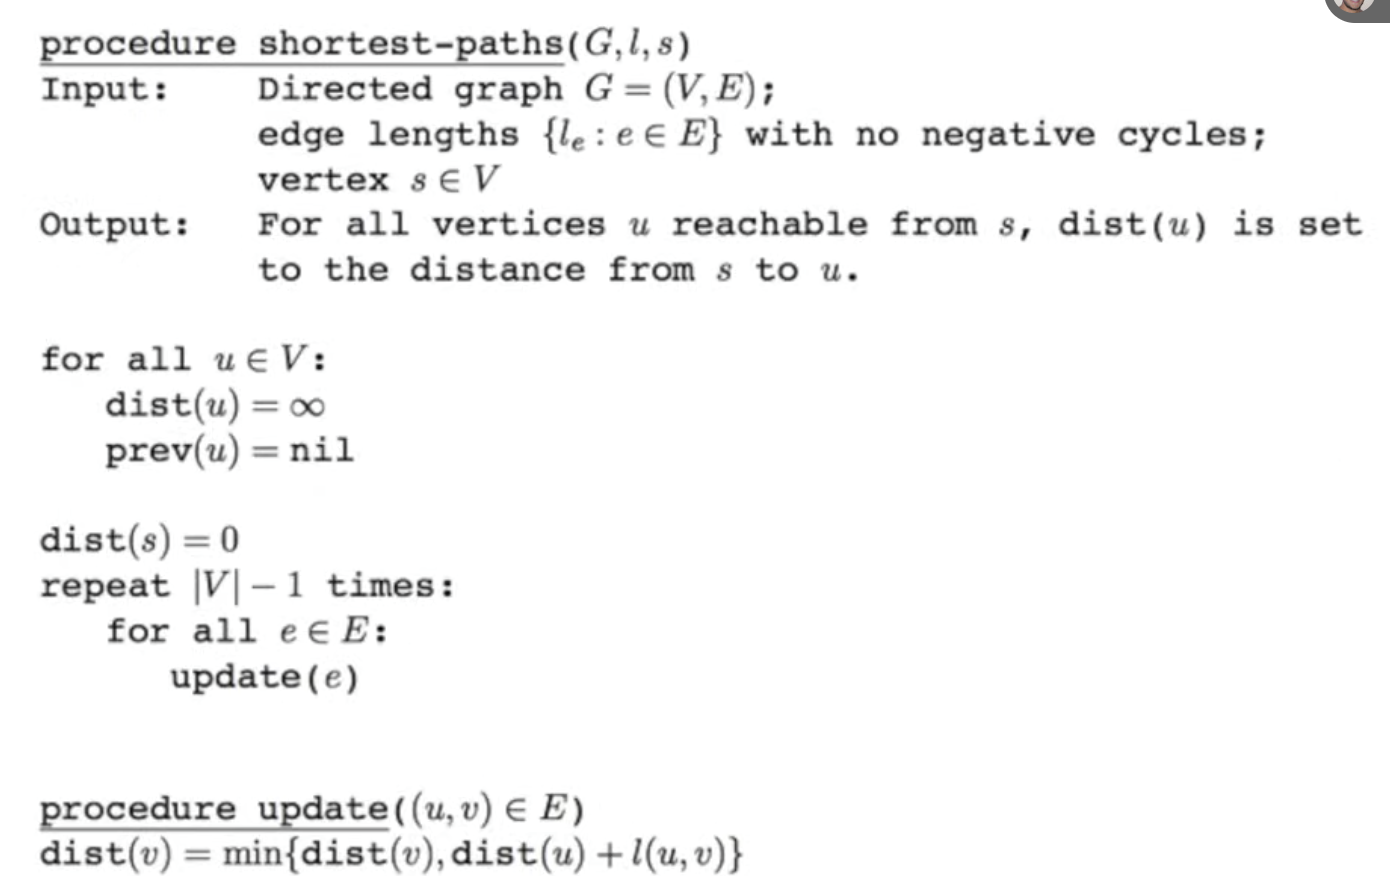 procedure shortest-paths(G, l, s)
Input: Directed graph G = (V, E);
edge lengths {lₑ : e ∈ E} with no negative cycles;
vertex s ∈ V
Output: For all vertices u reachable from s, dist(u) is set
to the distance from s to u.
for all u ∈ V:
dist(u) = ∞
prev(u) = nil
dist(s) = 0
repeat |V| − 1 times:
for all e ∈ E:
update(e)
procedure update((u, v) ∈ E)
dist(v) = min{dist(v), dist(u) + l(u, v)}